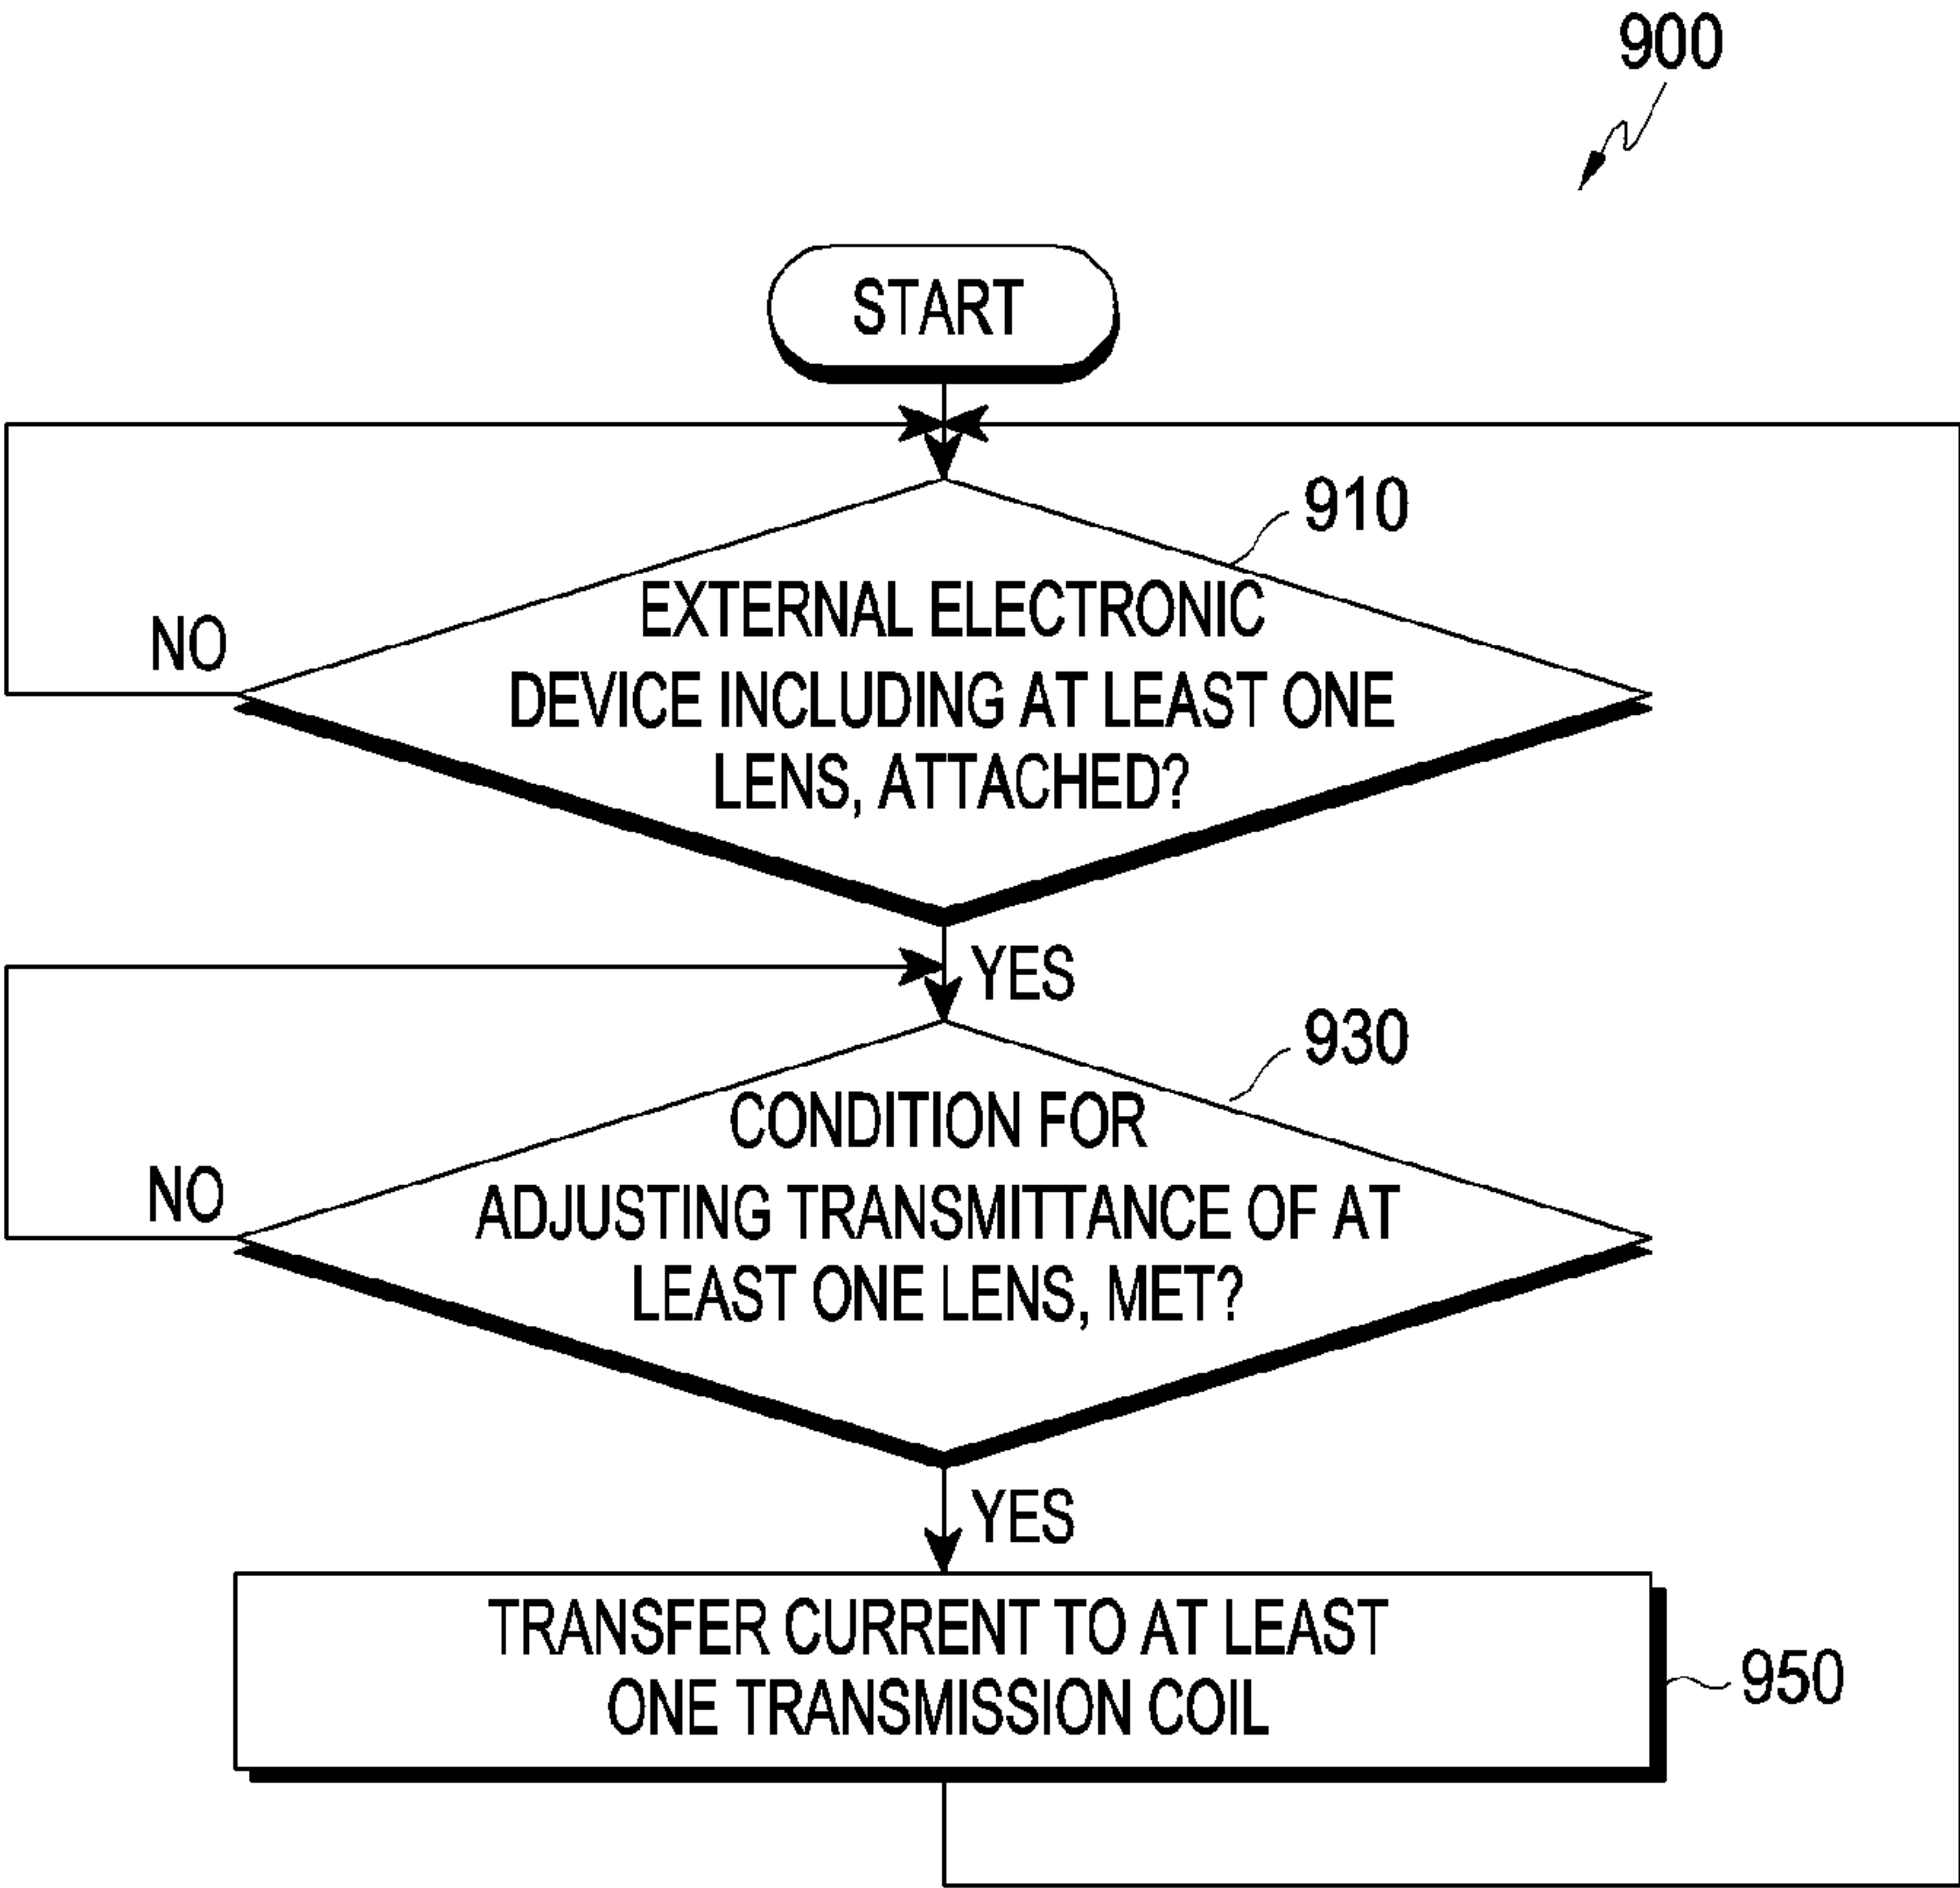 900
START
910
EXTERNAL ELECTRONIC
DEVICE INCLUDING AT LEAST ONE
LENS, ATTACHED?
NO
YES
930
CONDITION FOR
ADJUSTING TRANSMITTANCE OF AT
LEAST ONE LENS, MET?
NO
YES
TRANSFER CURRENT TO AT LEAST
ONE TRANSMISSION COIL
950